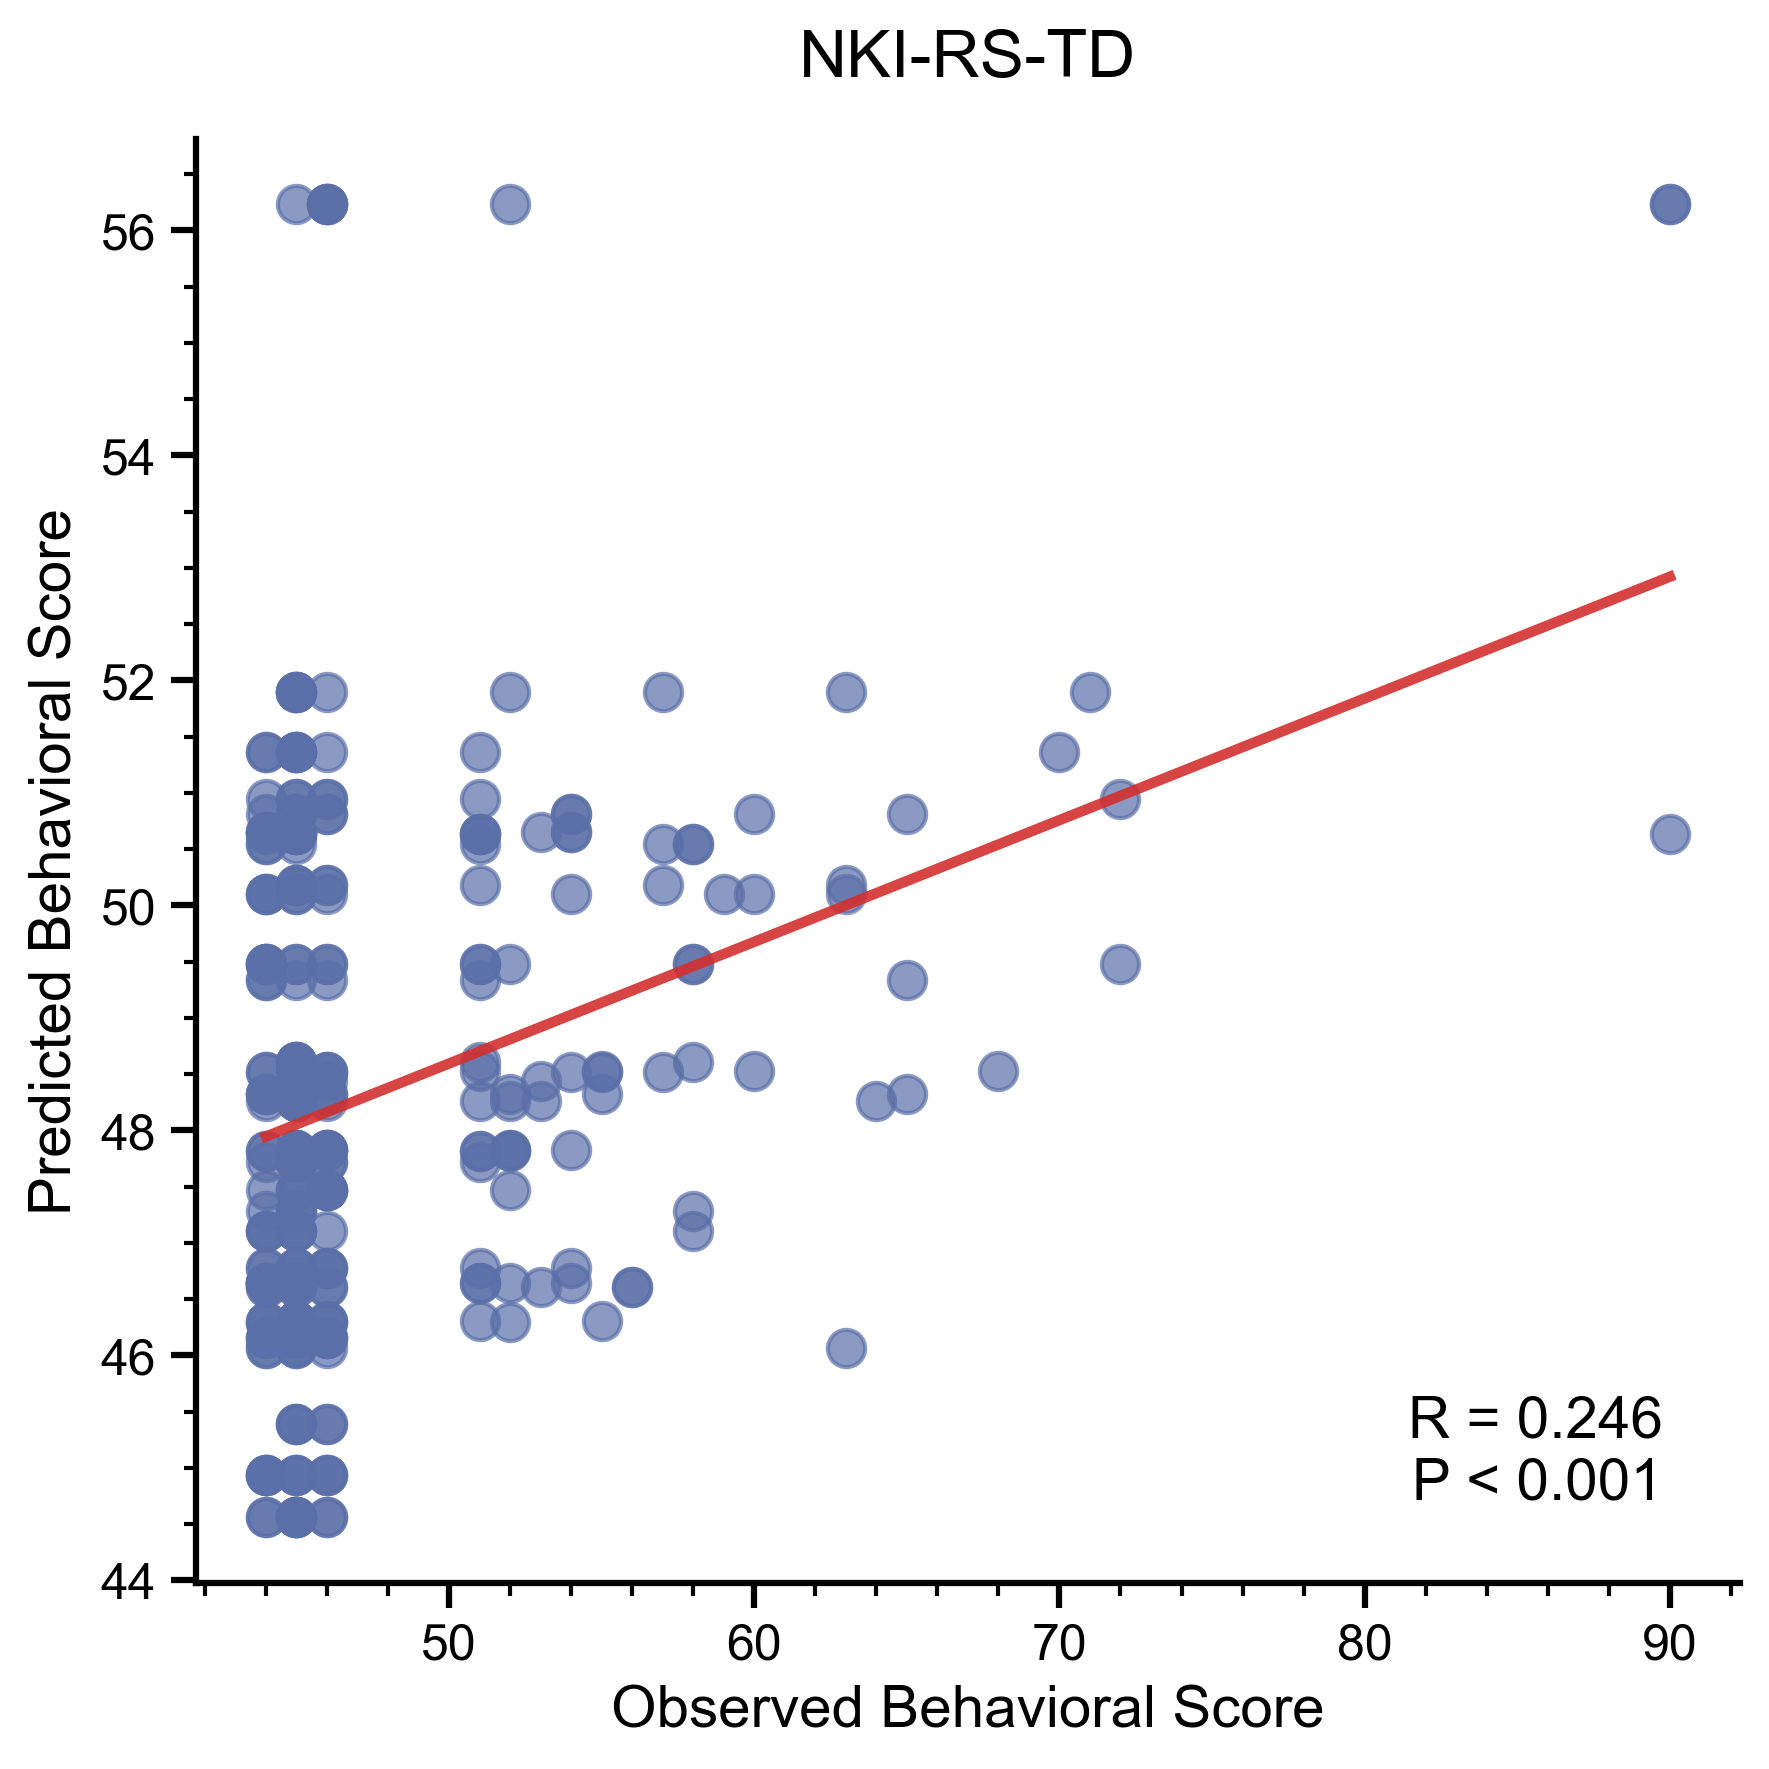 NKI-RS-TD
56
54
52
50
48
46
44
Predicted Behavioral Score
R = 0.246
P < 0.001
50 60 70 80 90
Observed Behavioral Score